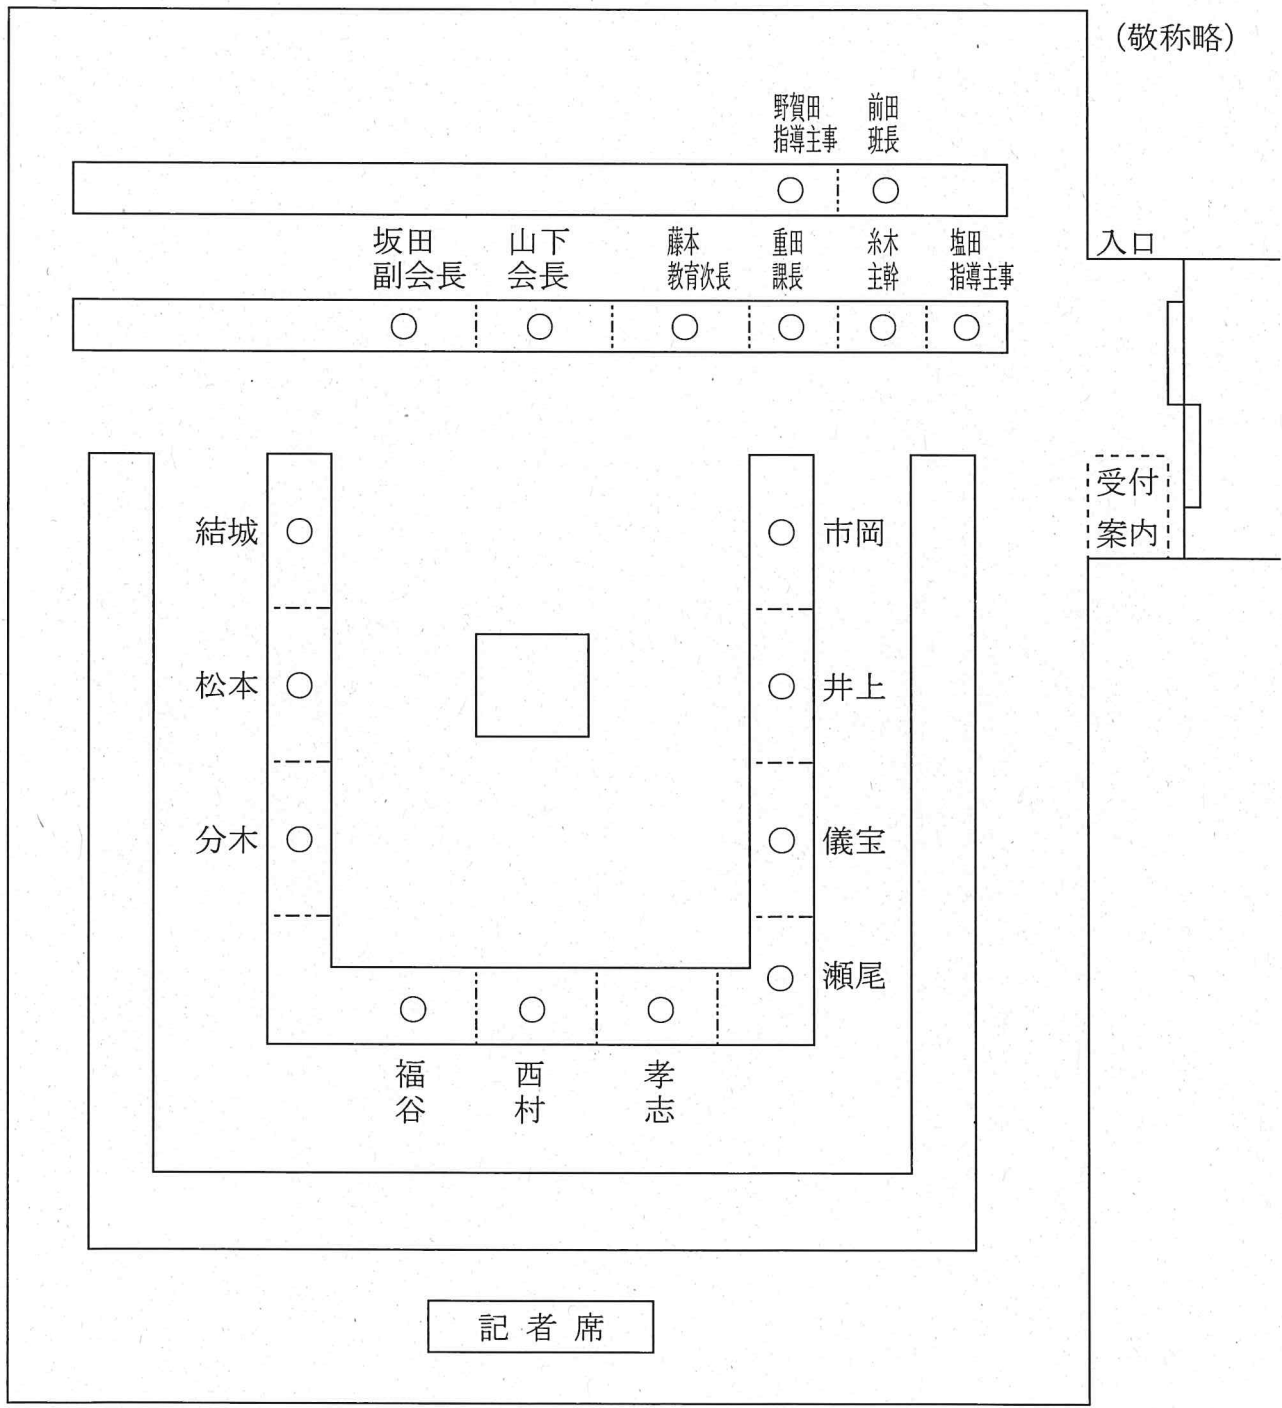 (敬称略)
野賀田
指導主事
前田
班長
坂田
副会長
山下
会長
藤本
教育次長
重田
課長
糸木
主幹
塩田
指導主事
入口
受付
案内
結城
市岡
松本
井上
分木
儀宝
瀬尾
福谷
西村
孝志
記者席